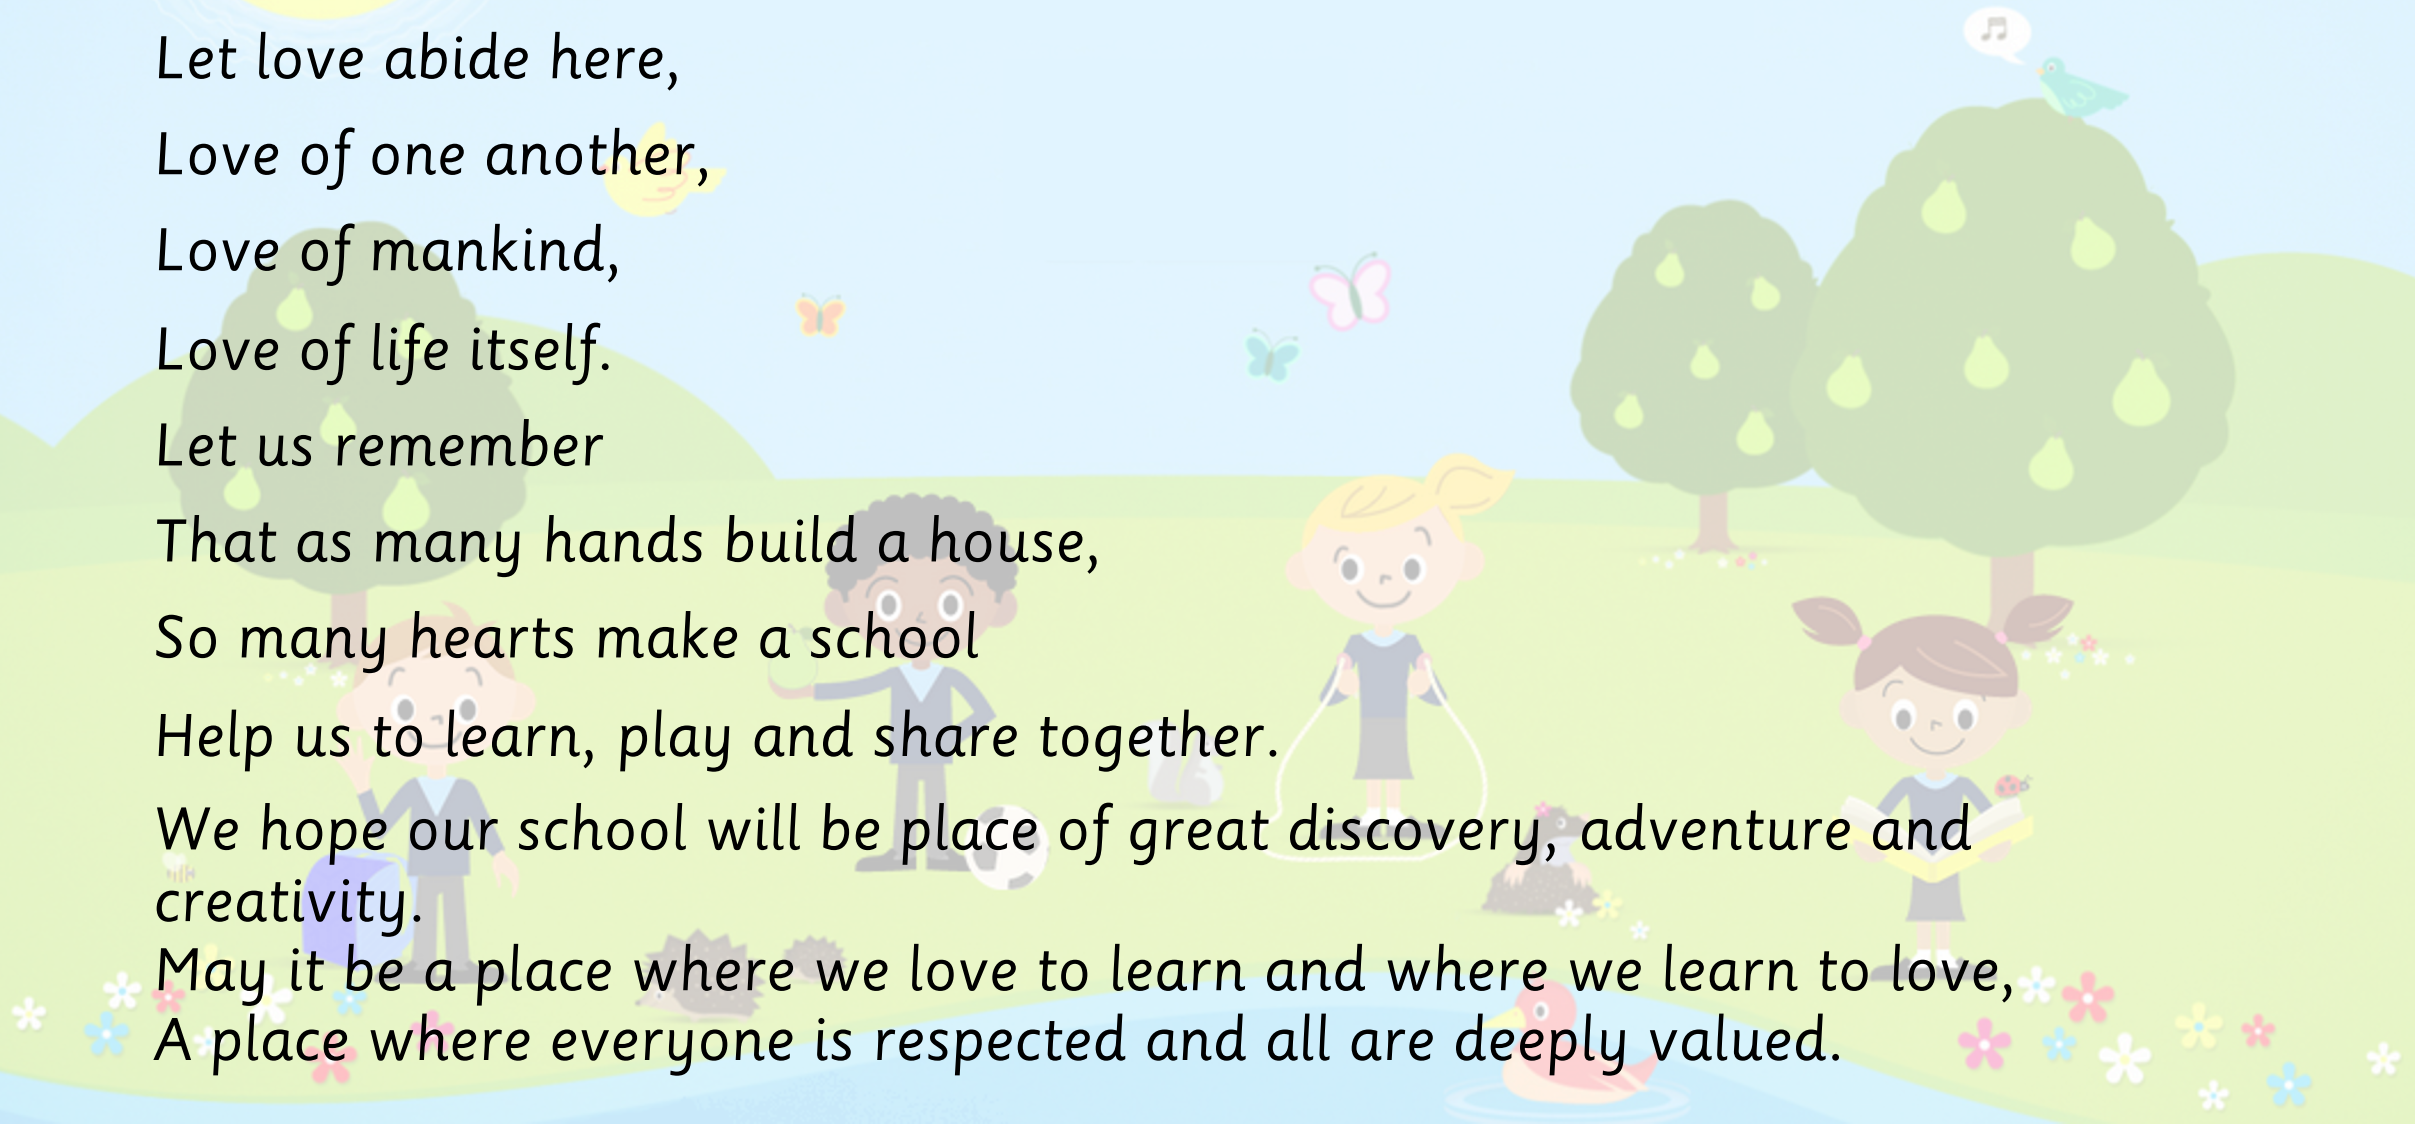 Let love abide here,
Love of one another,
Love of mankind,
Love of life itself.
Let us remember
That as many hands build a house,
So many hearts make a school
Help us to learn, play and share together.
We hope our school will be place of great discovery, adventure and
creativity.
May it be a place where we love to learn and where we learn to love,
A place where everyone is respected and all are deeply valued.